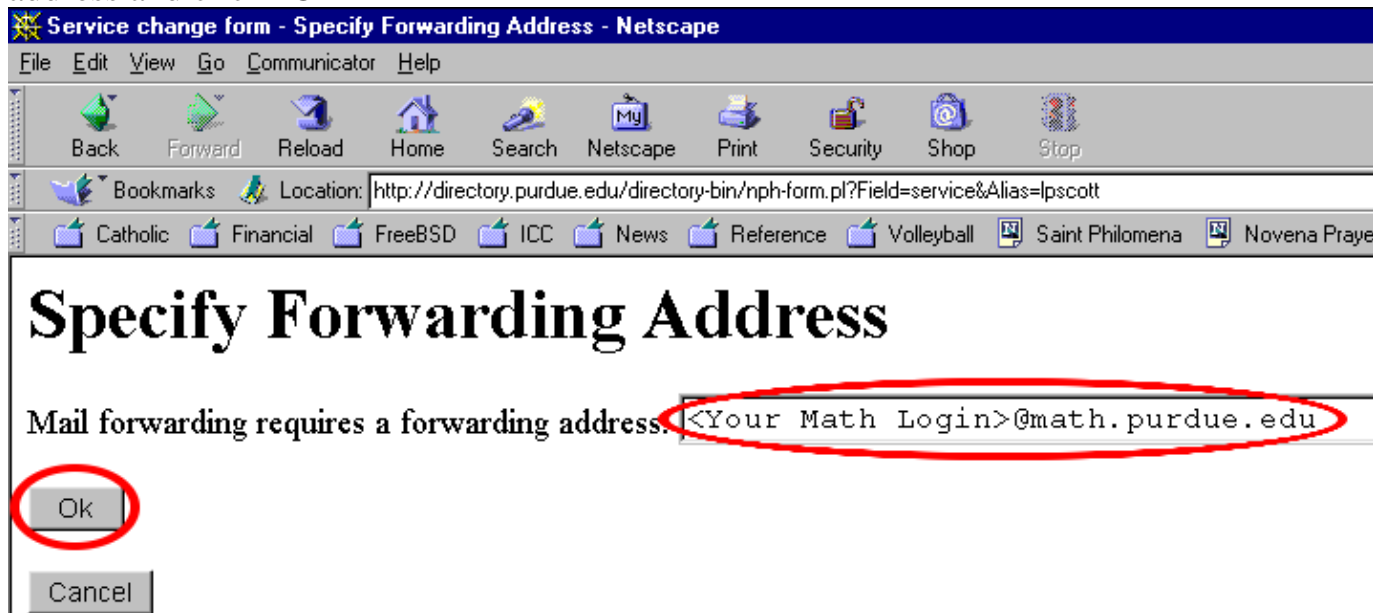 Service change form - Specify Forwarding Address - Netscape
File Edit View Go Communicator Help
Back Forward Reload Home Search Netscape Print Security Shop Stop
Bookmarks Location: http://directory.purdue.edu/directory-bin/nph-form.pl?Field=service&Alias=lpscott
Catholic Financial FreeBSD ICC News Reference Volleyball Saint Philomena Novena Praye
Specify Forwarding Address
Mail forwarding requires a forwarding address: <Your Math Login>@math.purdue.edu
Ok
Cancel